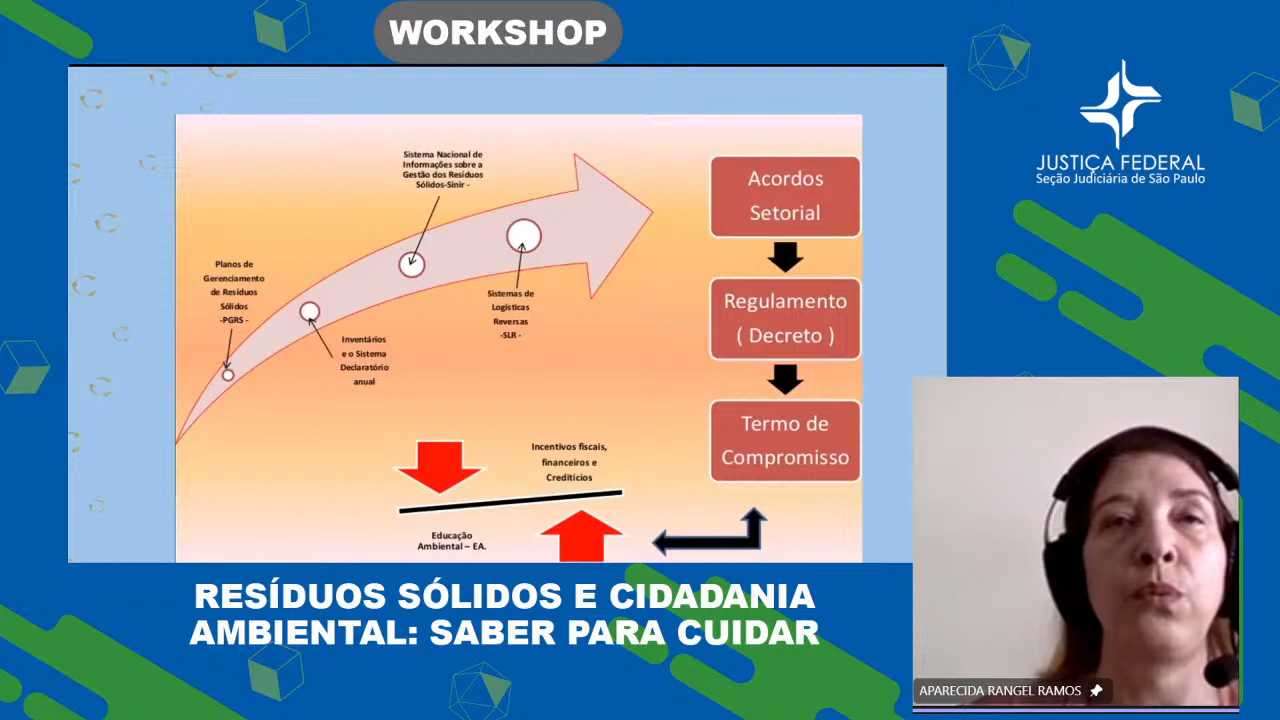 WORKSHOP
JUSTIÇA FEDERAL
Seção Judiciária de São Paulo
Sistema Nacional de
Informações sobre a
Gestão dos Resíduos
Sólidos-Sinir -
Planos de
Gerenciamento
de Resíduos
Sólidos
-PGRS -
Inventários
e o Sistema
Declaratório
anual
Sistemas de
Logísticas
Reversas
-SLR -
Acordos
Setorial
Regulamento
( Decreto )
Termo de
Compromisso
Incentivos fiscais,
financeiros e
Creditícios
Educação
Ambiental – EA.
RESÍDUOS SÓLIDOS E CIDADANIA
AMBIENTAL: SABER PARA CUIDAR
APARECIDA RANGEL RAMOS